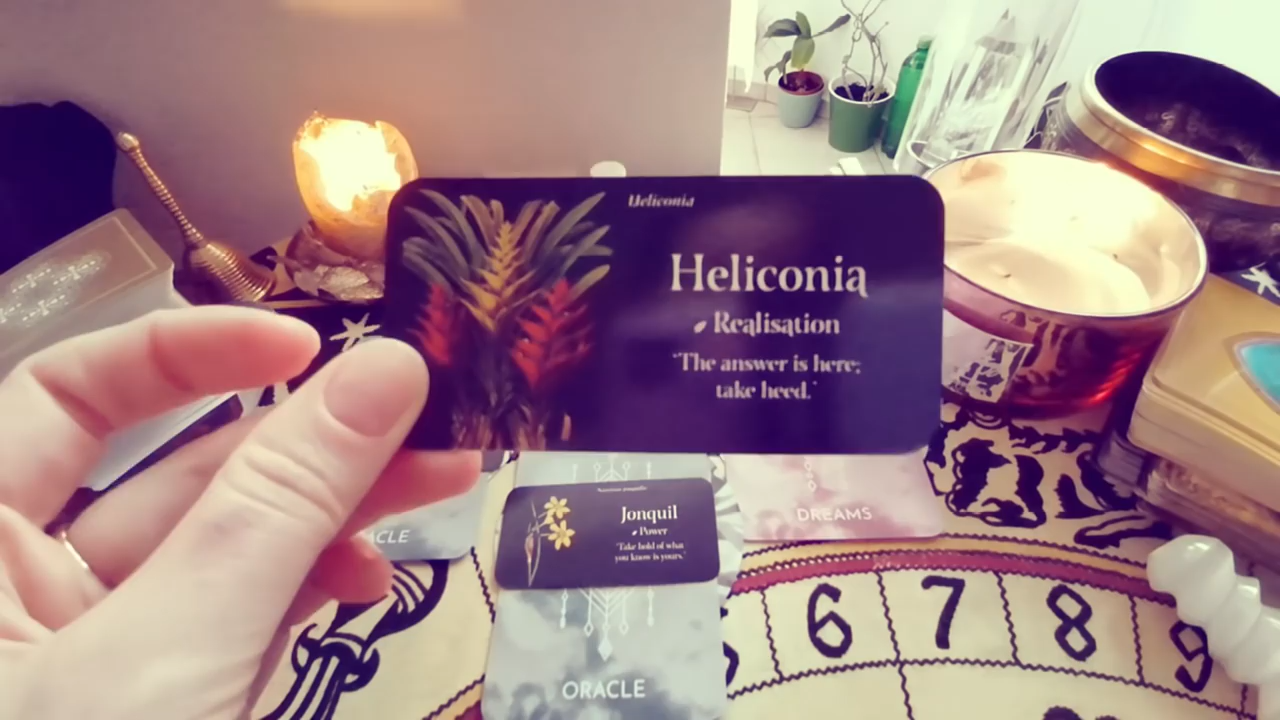 Heliconia
Heliconia
Realisation
"The answer is here;
take heed."
Jonquil
Power
"Take hold of what
you know is yours."
ACLE
DREAMS
ORACLE
6
7
8
9